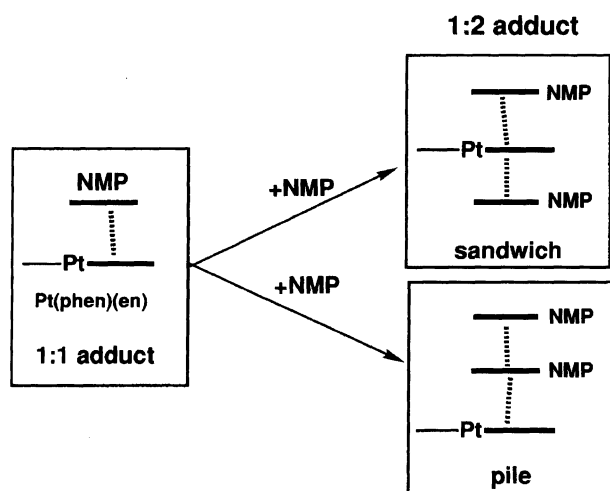 1:2 adduct
NMP
Pt
NMP
sandwich
NMP
Pt
Pt(phen)(en)
1:1 adduct
+NMP
+NMP
NMP
NMP
Pt
pile